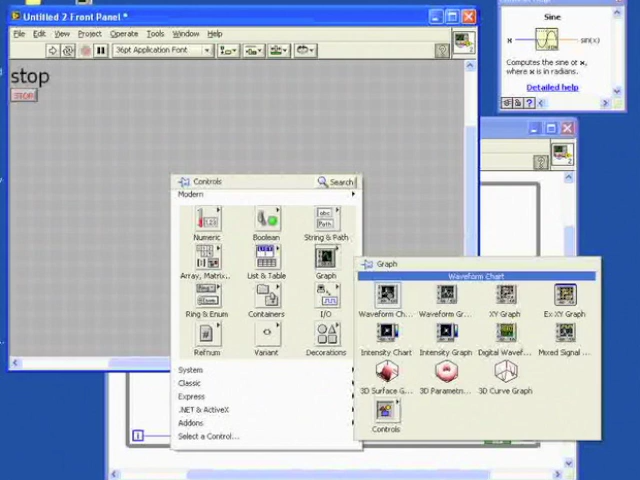 Untitled 2 Front Panel *
File Edit View Project Operate Tools Window Help
36pt Application Font
2
stop
STOP
Sine
x
sin(x)
Computes the sine of x,
where x is in radians.
Detailed help
?
2
Controls
Search
Modern
Numeric
Boolean
String & Path
Array, Matrix...
List & Table
Graph
Ring & Enum
Containers
I/O
Refnum
Variant
Decorations
System
Classic
Express
.NET & ActiveX
Addons
Select a Control...
Graph
Waveform Chart
Waveform Ch...
Waveform Gr...
XY Graph
Ex XY Graph
Intensity Chart
Intensity Graph
Digital Wavef...
Mixed Signal ...
3D Surface G...
3D Parametri...
3D Curve Graph
Controls
i